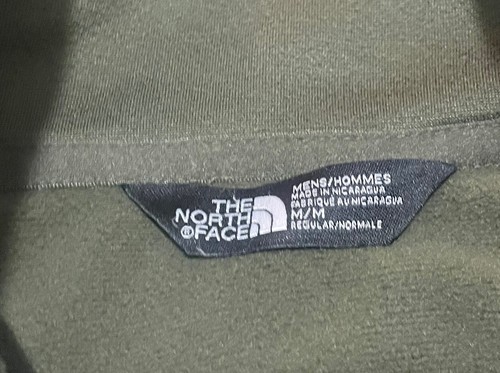 THE
NORTH
®FACE
MENS/HOMMES
MADE IN NICARAGUA
FABRIQUÉ AU NICARAGUA
M/M
REGULAR/NORMALE